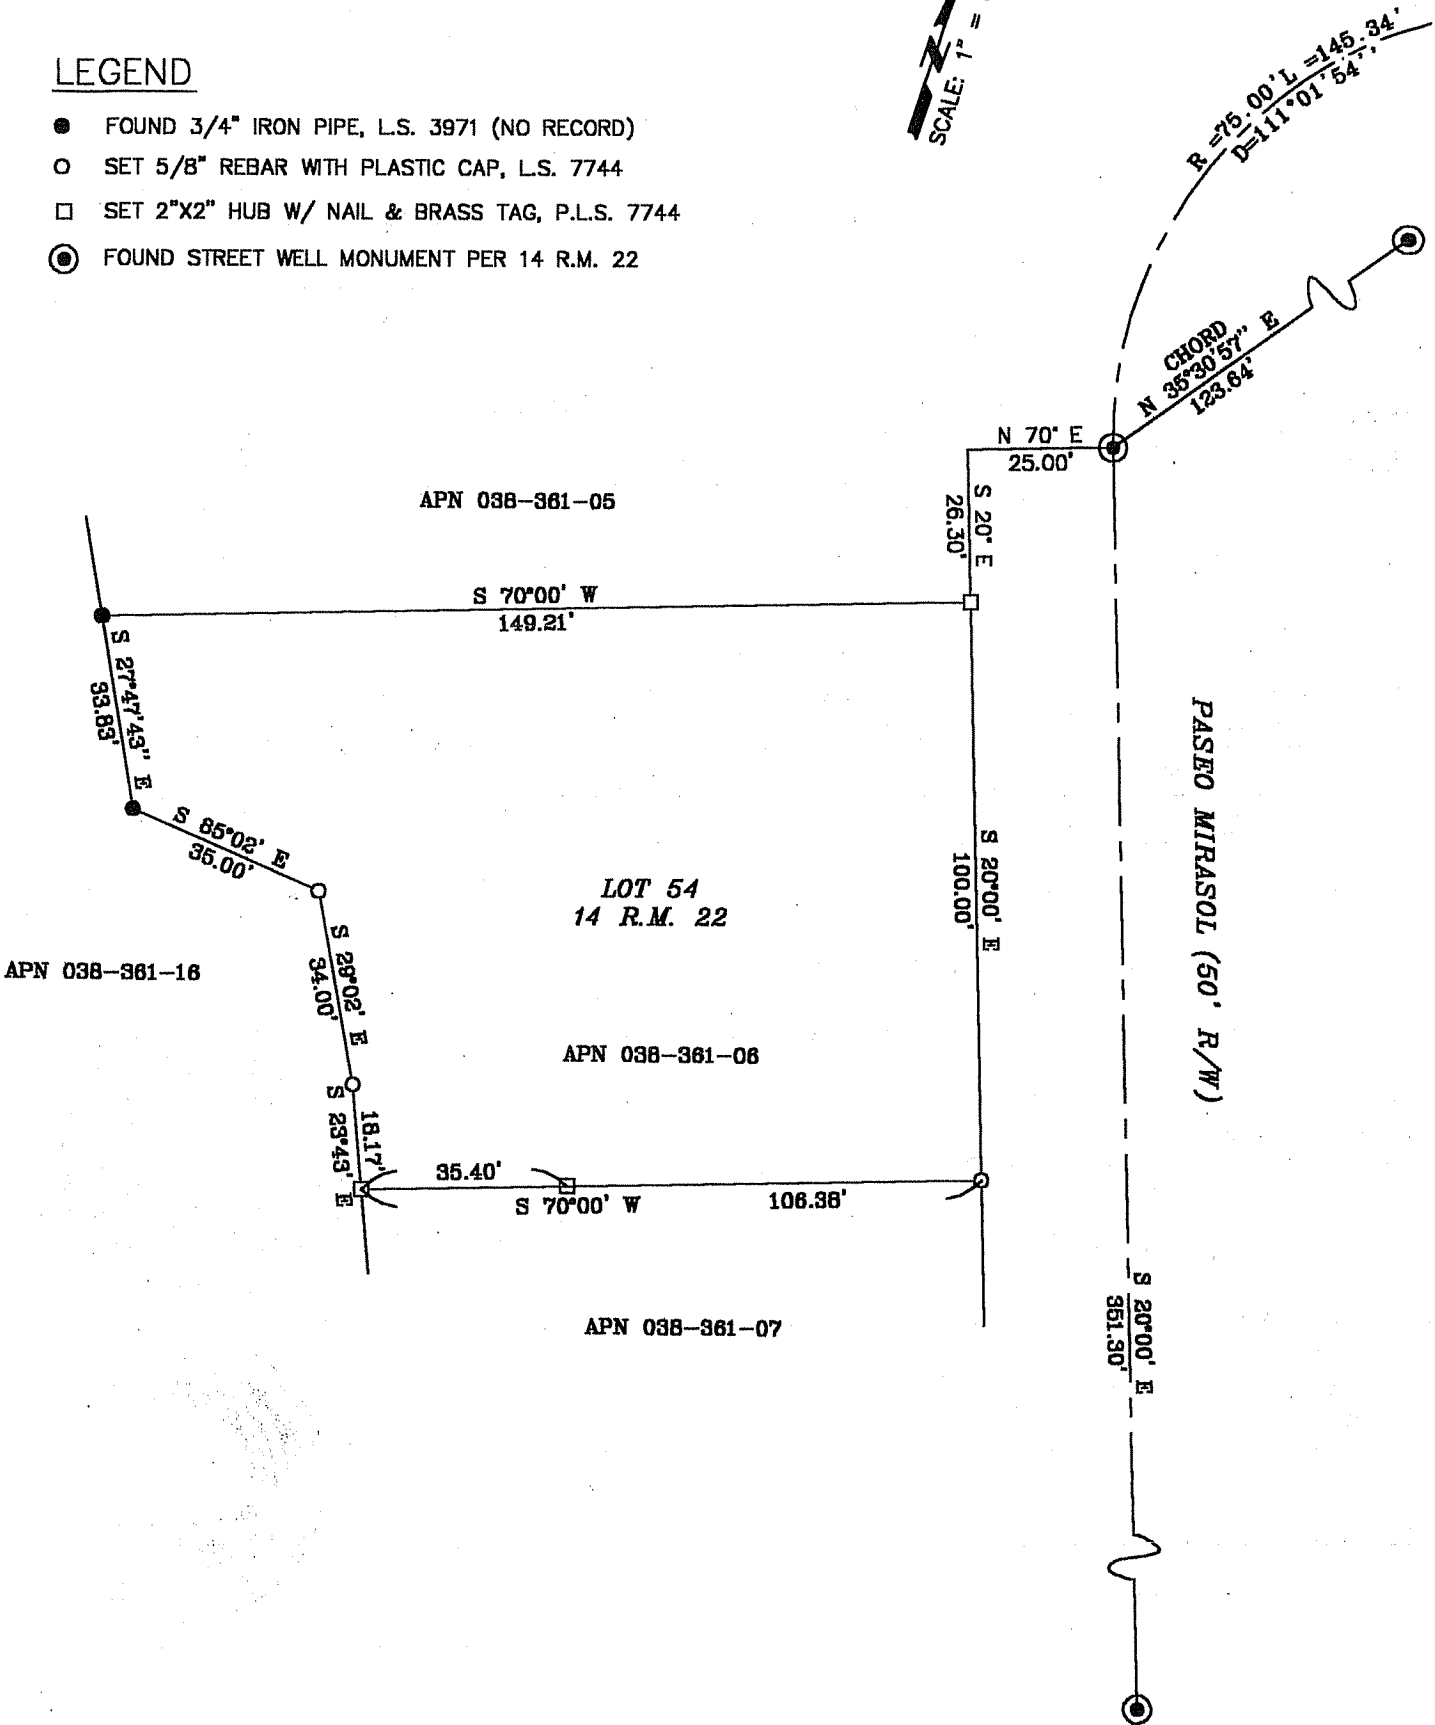 SCALE: 1" =
LEGEND
FOUND 3/4" IRON PIPE, L.S. 3971 (NO RECORD)
SET 5/8" REBAR WITH PLASTIC CAP, L.S. 7744
SET 2"X2" HUB W/ NAIL & BRASS TAG, P.L.S. 7744
FOUND STREET WELL MONUMENT PER 14 R.M. 22
R =75.00' L =145.34'
D=111°01'54"
CHORD
N 35°30'57" E
123.64'
N 70° E
25.00'
S 20° E
26.30'
APN 038-361-05
S 70°00' W
149.21'
S 27°47'43" E
33.83'
S 85°02' E
35.00'
LOT 54
14 R.M. 22
S 20°00' E
100.00'
PASEO MIRASOL (50' R/W)
APN 038-361-16
S 29°02' E
34.00'
APN 038-361-06
S 23°43' E
18.17'
35.40'
S 70°00' W
106.38'
APN 038-361-07
S 20°00' E
351.30'